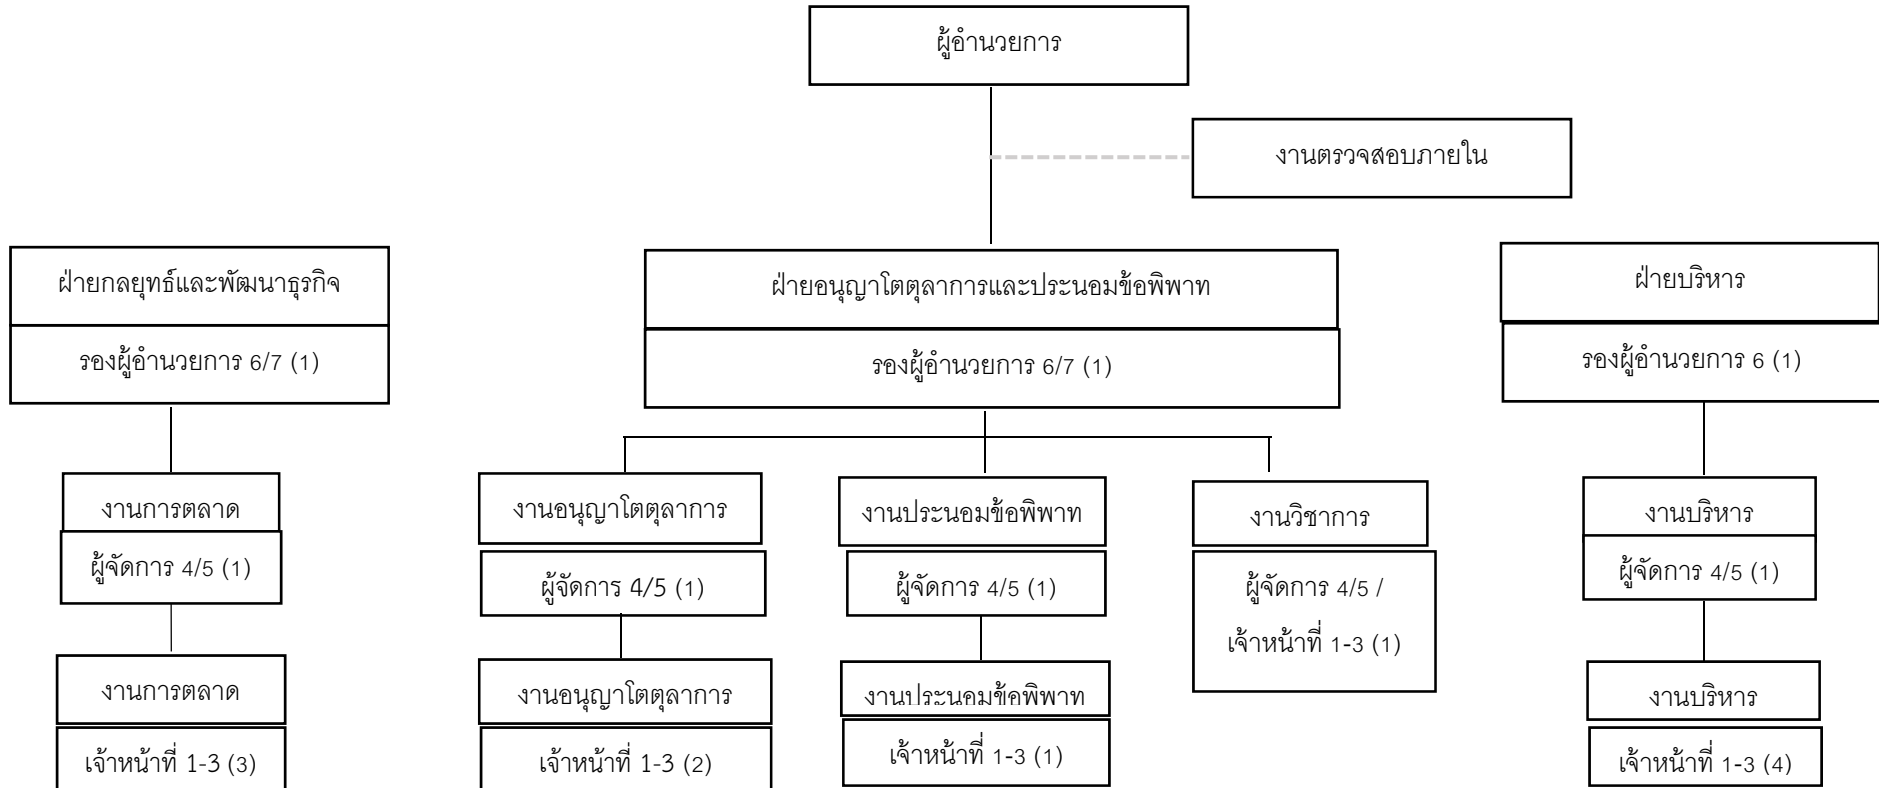 ผู้อำนวยการ
งานตรวจสอบภายใน
ฝ่ายกลยุทธ์และพัฒนาธุรกิจ
รองผู้อำนวยการ 6/7 (1)
ฝ่ายอนุญาโตตุลาการและประนอมข้อพิพาท
รองผู้อำนวยการ 6/7 (1)
ฝ่ายบริหาร
รองผู้อำนวยการ 6 (1)
งานการตลาด
ผู้จัดการ 4/5 (1)
งานอนุญาโตตุลาการ
ผู้จัดการ 4/5 (1)
งานประนอมข้อพิพาท
ผู้จัดการ 4/5 (1)
งานวิชาการ
ผู้จัดการ 4/5 /
เจ้าหน้าที่ 1-3 (1)
งานบริหาร
ผู้จัดการ 4/5 (1)
งานการตลาด
เจ้าหน้าที่ 1-3 (3)
งานอนุญาโตตุลาการ
เจ้าหน้าที่ 1-3 (2)
งานประนอมข้อพิพาท
เจ้าหน้าที่ 1-3 (1)
งานบริหาร
เจ้าหน้าที่ 1-3 (4)